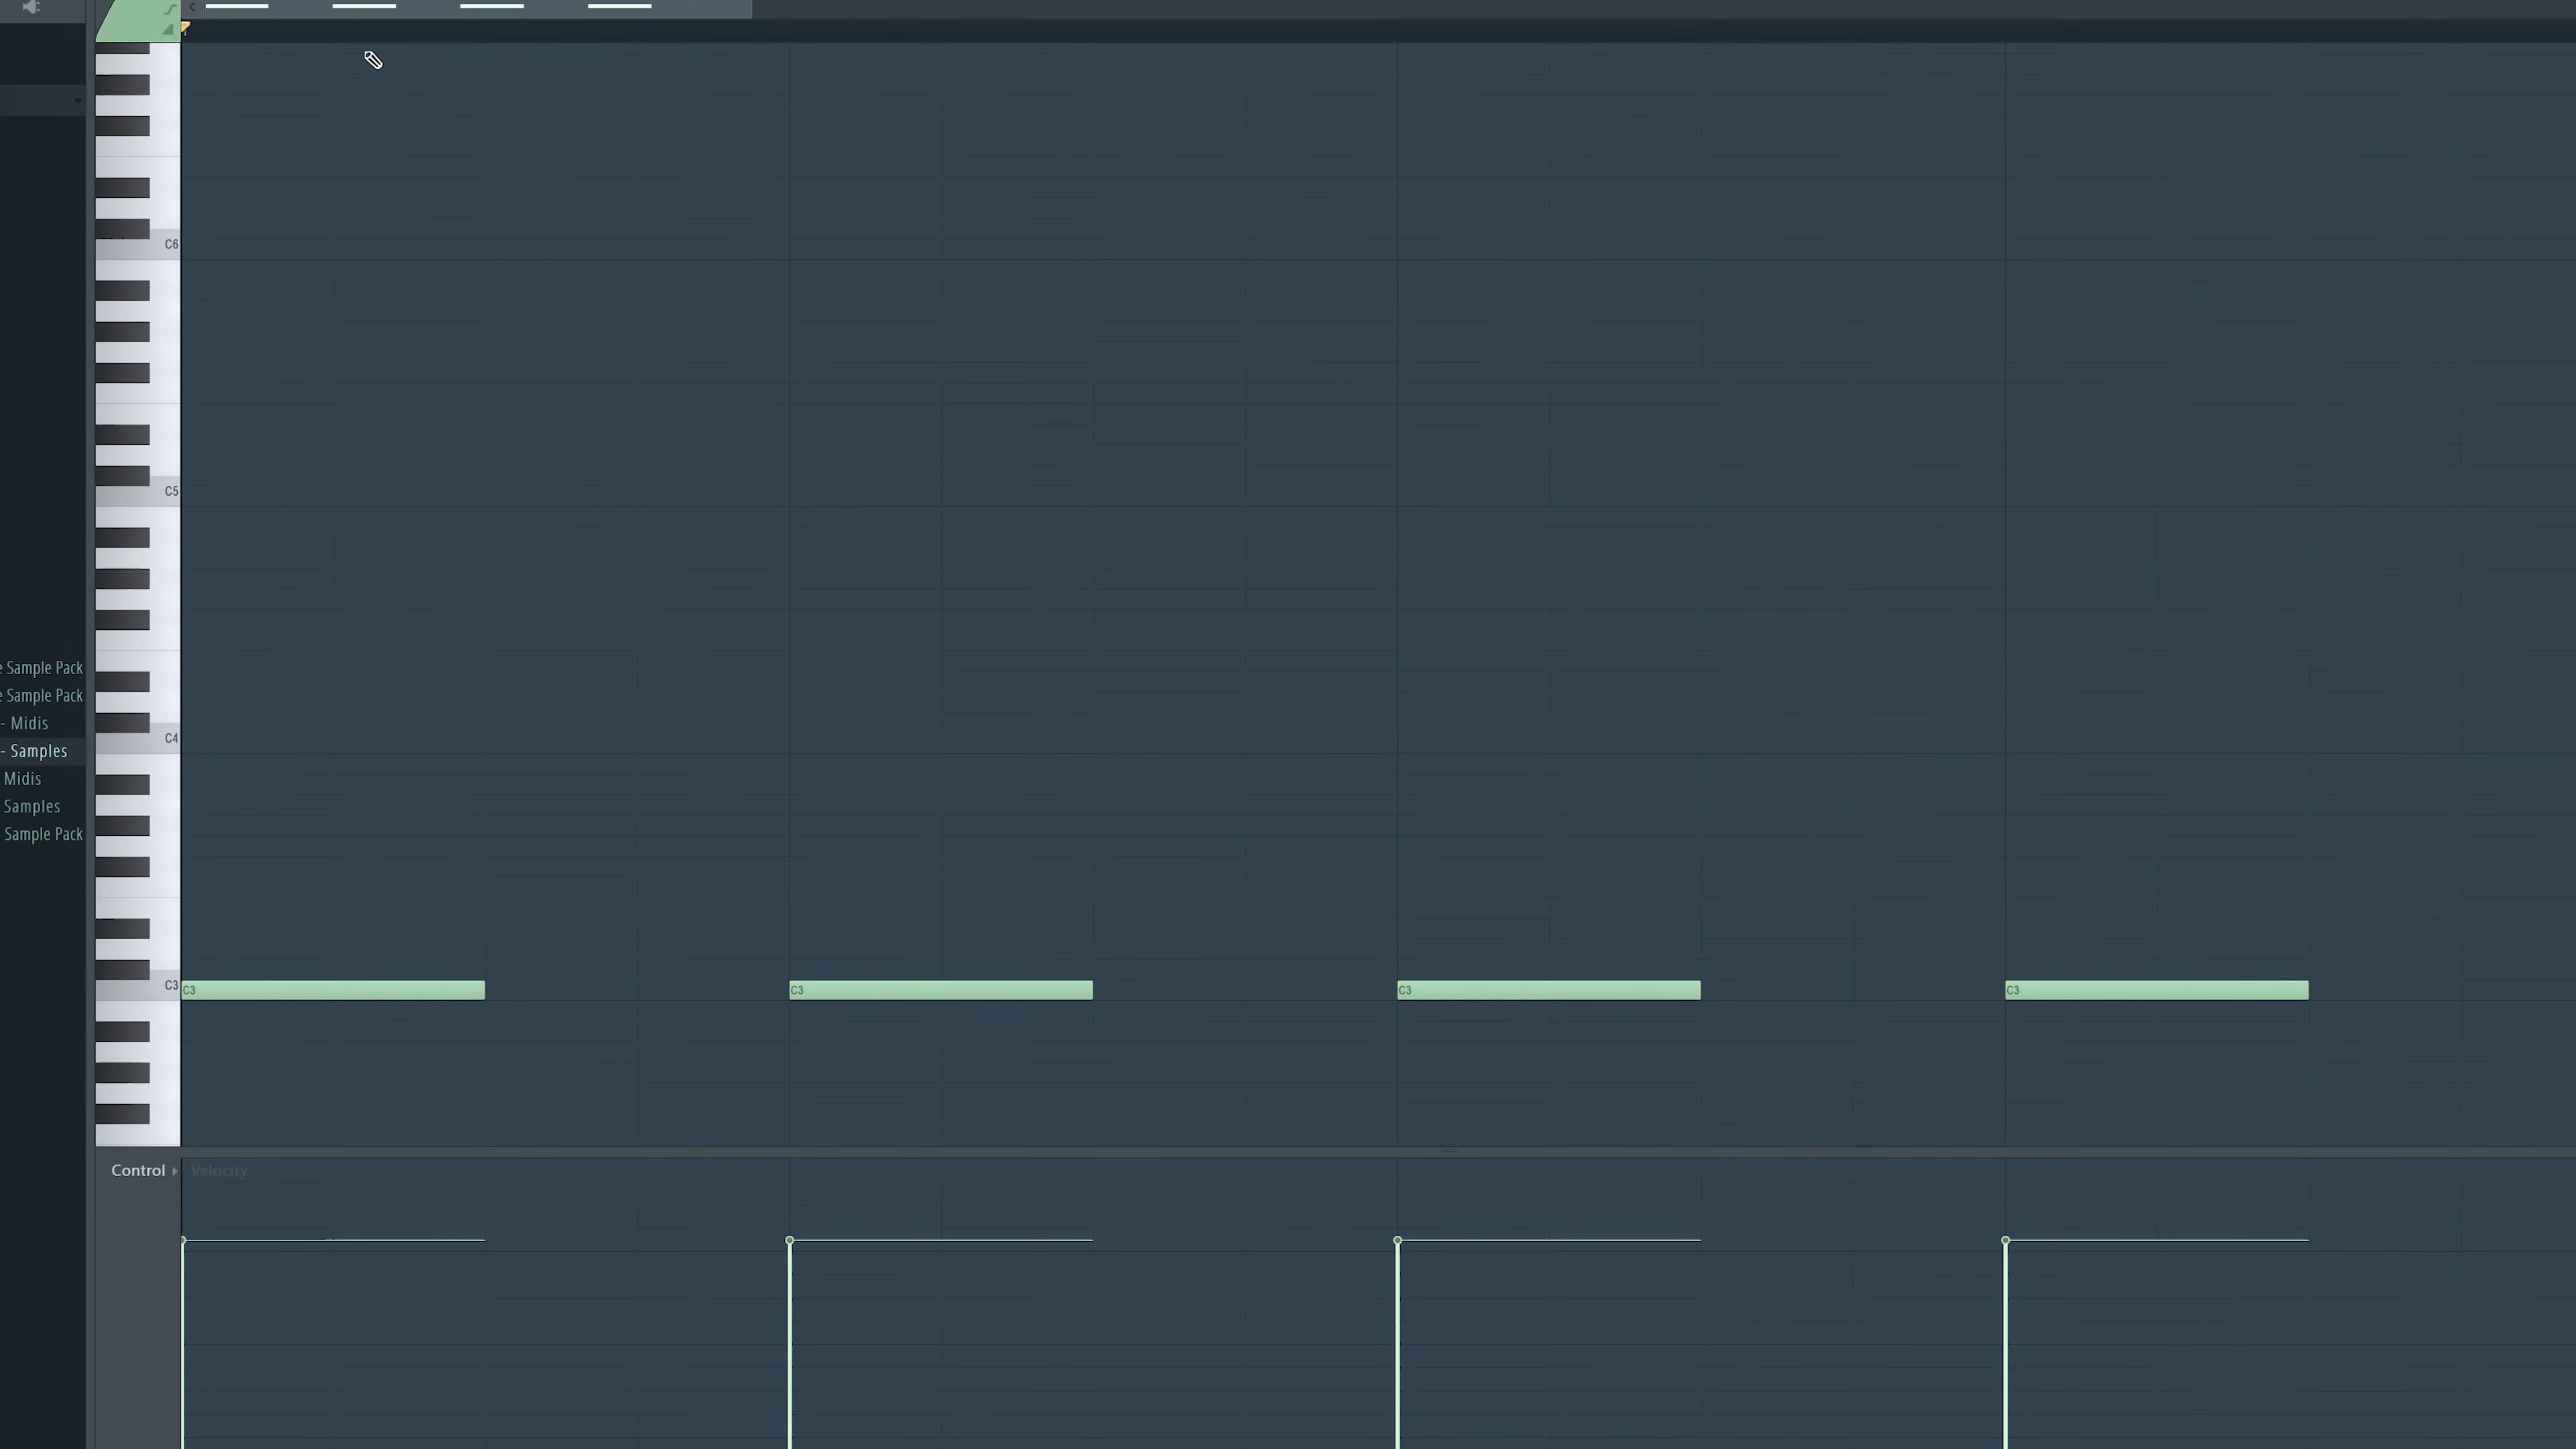 C6
C5
e Sample Pack
e Sample Pack
- Midis
C4
- Samples
Midis
Samples
Sample Pack
C3
C3
C3
C3
C3
Control
Velocity